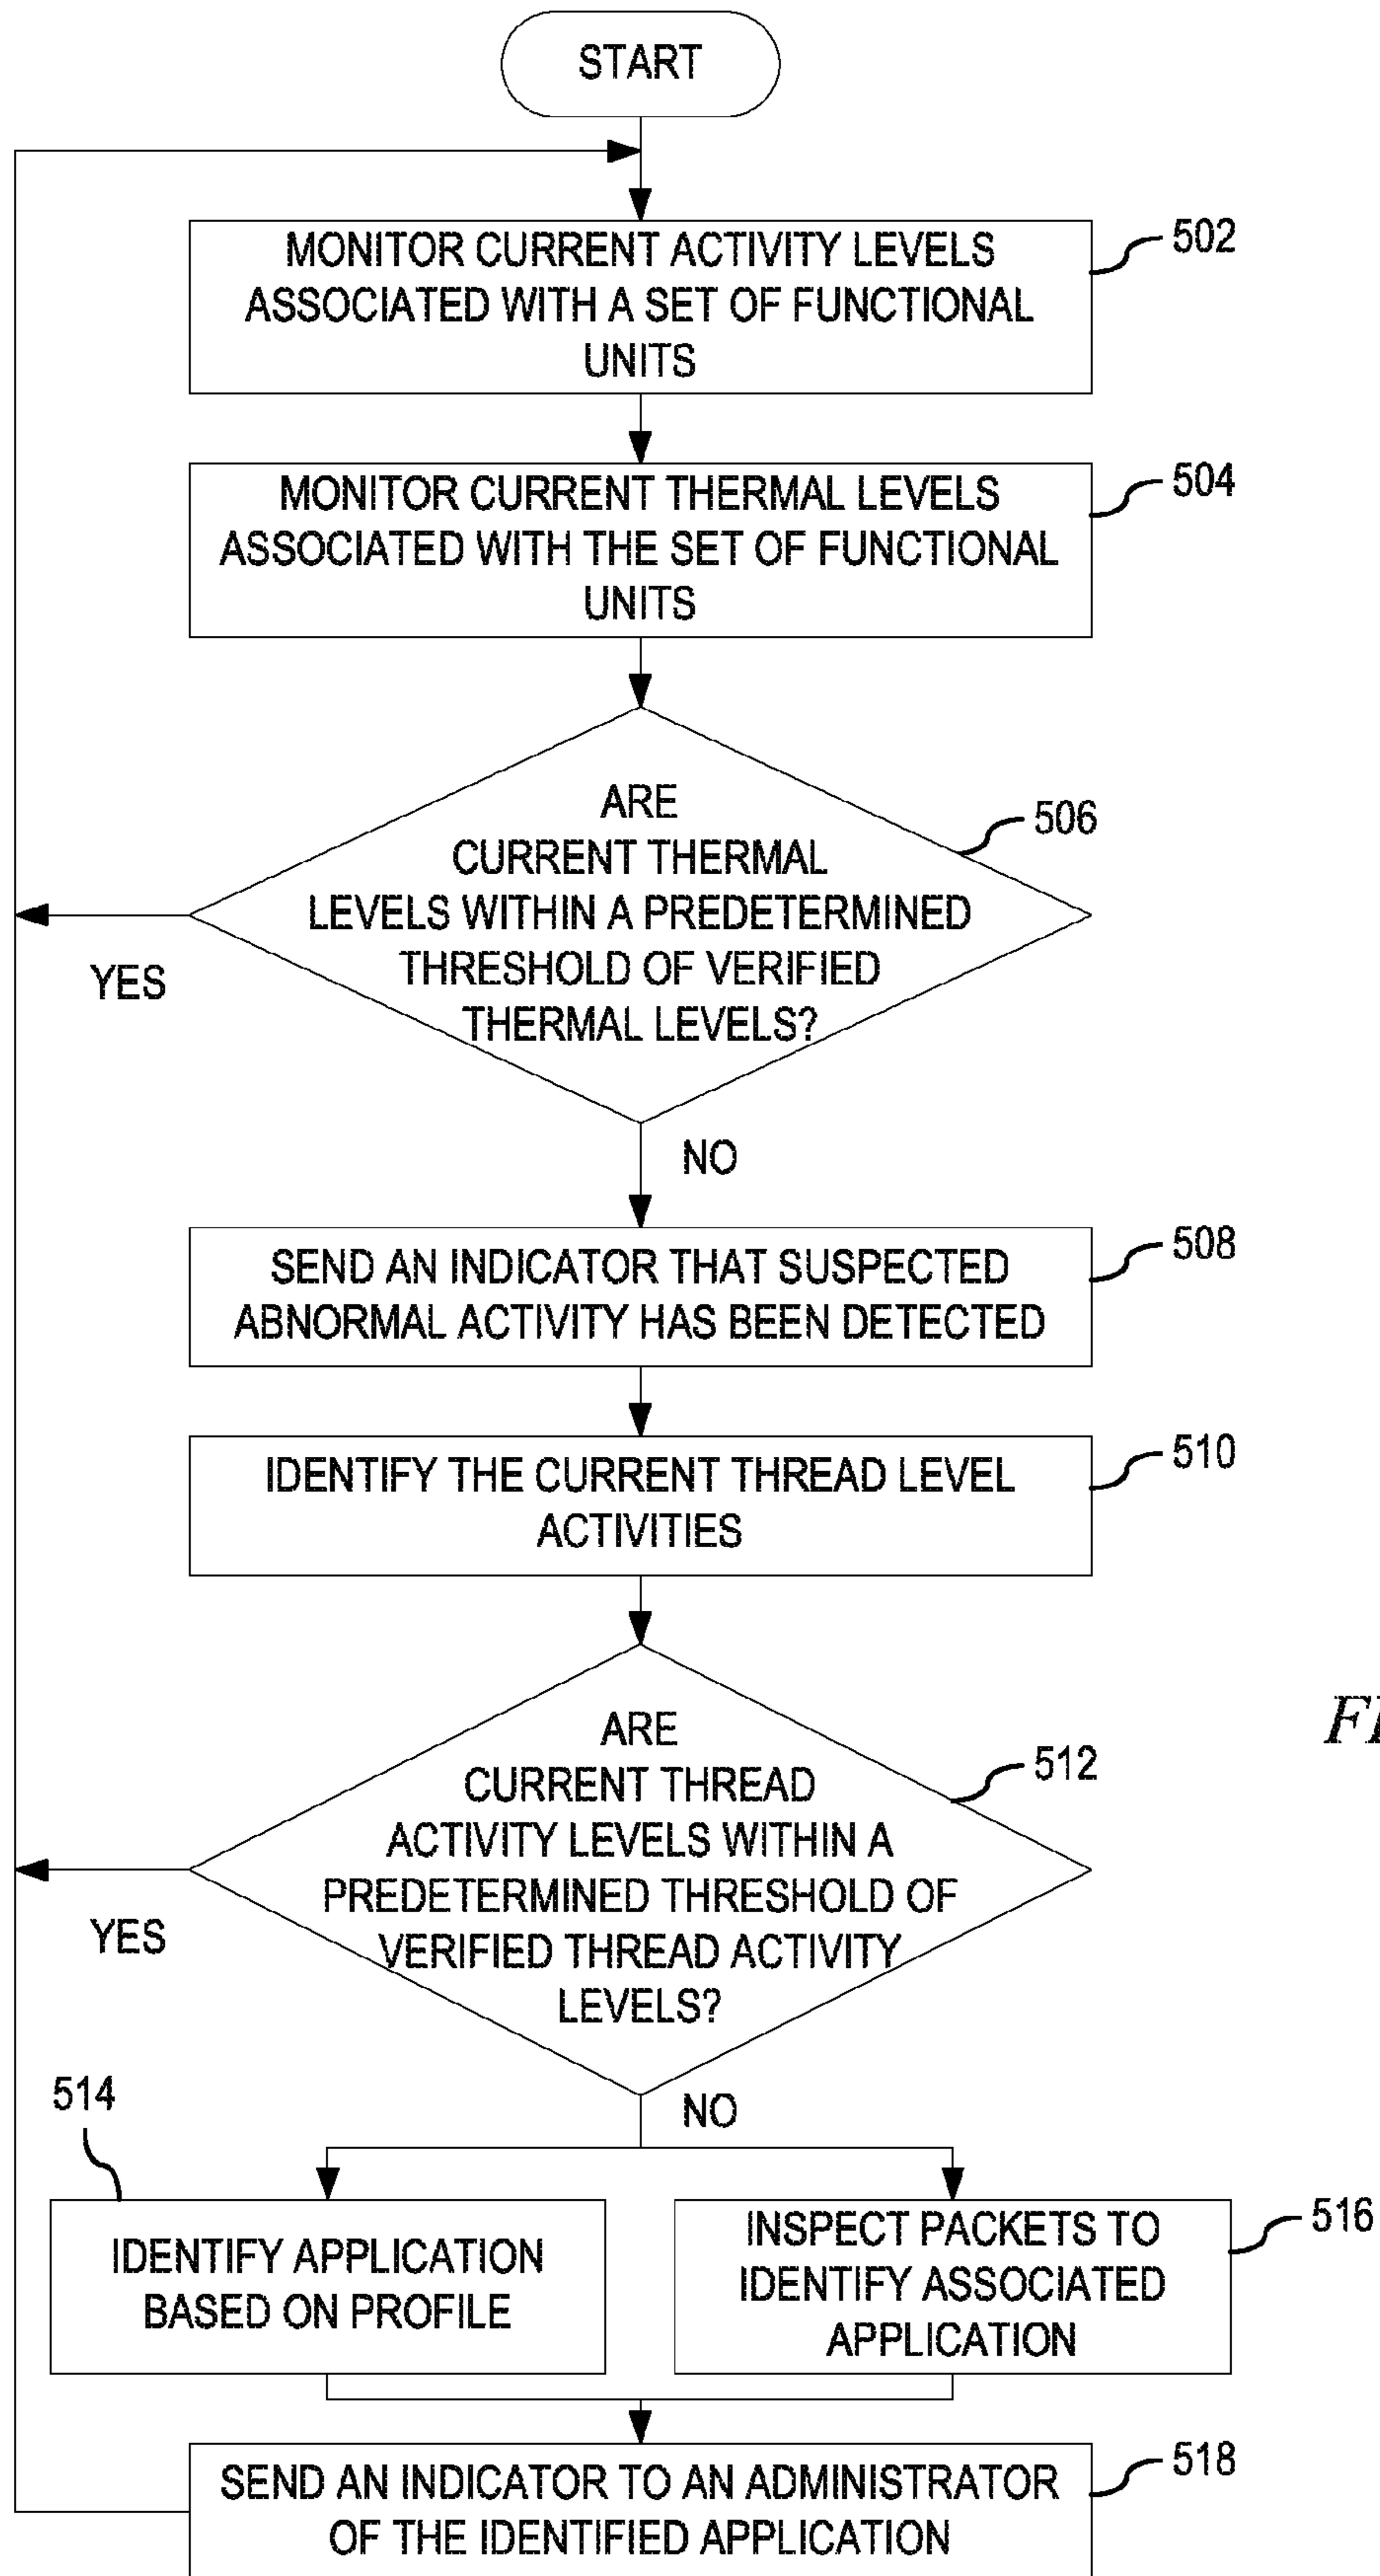 START
MONITOR CURRENT ACTIVITY LEVELS
ASSOCIATED WITH A SET OF FUNCTIONAL
UNITS
502
MONITOR CURRENT THERMAL LEVELS
ASSOCIATED WITH THE SET OF FUNCTIONAL
UNITS
504
ARE
CURRENT THERMAL
LEVELS WITHIN A PREDETERMINED
THRESHOLD OF VERIFIED
THERMAL LEVELS?
506
YES
NO
SEND AN INDICATOR THAT SUSPECTED
ABNORMAL ACTIVITY HAS BEEN DETECTED
508
IDENTIFY THE CURRENT THREAD LEVEL
ACTIVITIES
510
ARE
CURRENT THREAD
ACTIVITY LEVELS WITHIN A
PREDETERMINED THRESHOLD OF
VERIFIED THREAD ACTIVITY
LEVELS?
512
YES
NO
514
IDENTIFY APPLICATION
BASED ON PROFILE
INSPECT PACKETS TO
IDENTIFY ASSOCIATED
APPLICATION
516
SEND AN INDICATOR TO AN ADMINISTRATOR
OF THE IDENTIFIED APPLICATION
518